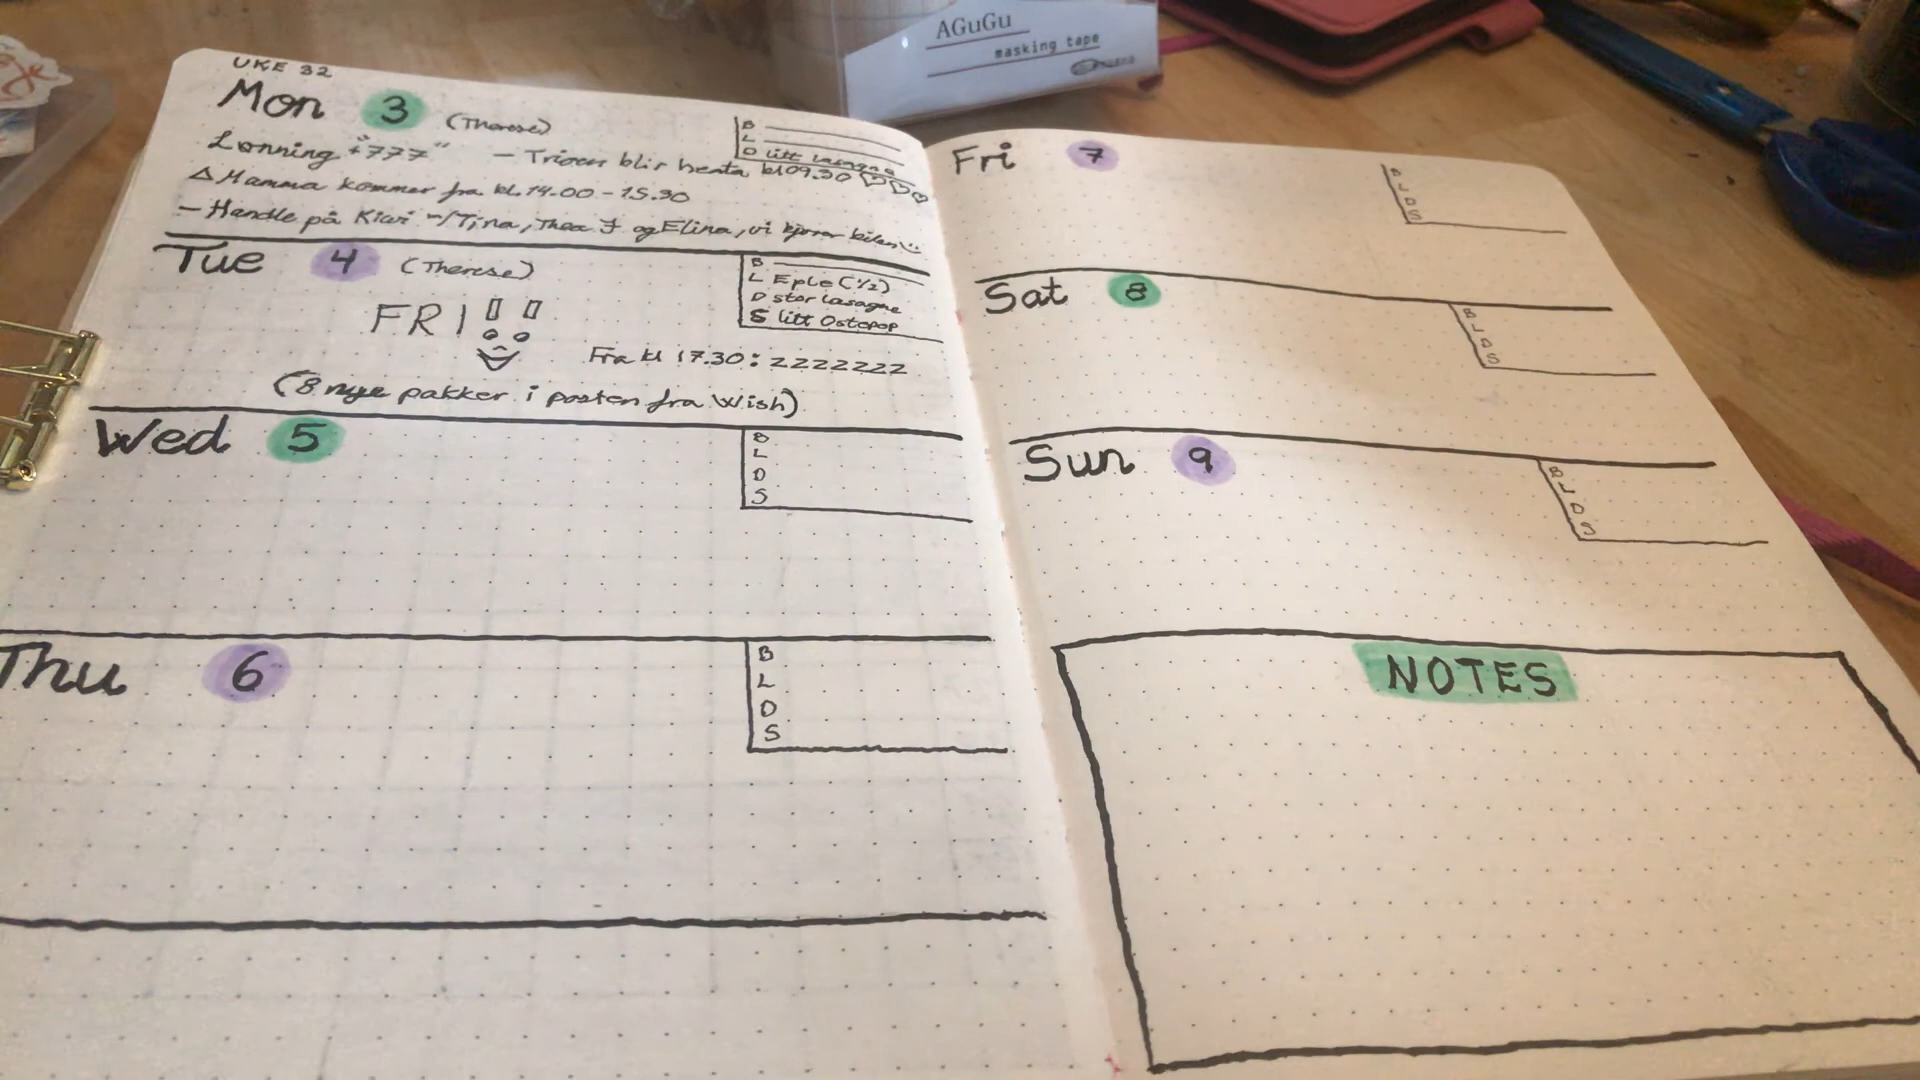 AGuGu
masking tape
UKE 32
Mon 3 (Therese)
B
L
D litt lasagne
Lønning "+777" - Trioen blir henta kl 09.30
Δ Mamma kommer fra kl. 14.00 - 15.30
- Handle på Kiwi m/Tina, Thea J og Elina, vi kjører bilen
Tue 4 (Therese)
B
L Eple (1/2)
D stor lasagne
S litt Ostepop
FRI!!
Fra kl 17.30: zzzzzzz
(8 nye pakker i posten fra Wish)
Wed 5
B
L
D
S
Thu 6
B
L
D
S
Fri 7
B
L
D
S
Sat 8
B
L
D
S
Sun 9
B
L
D
S
NOTES